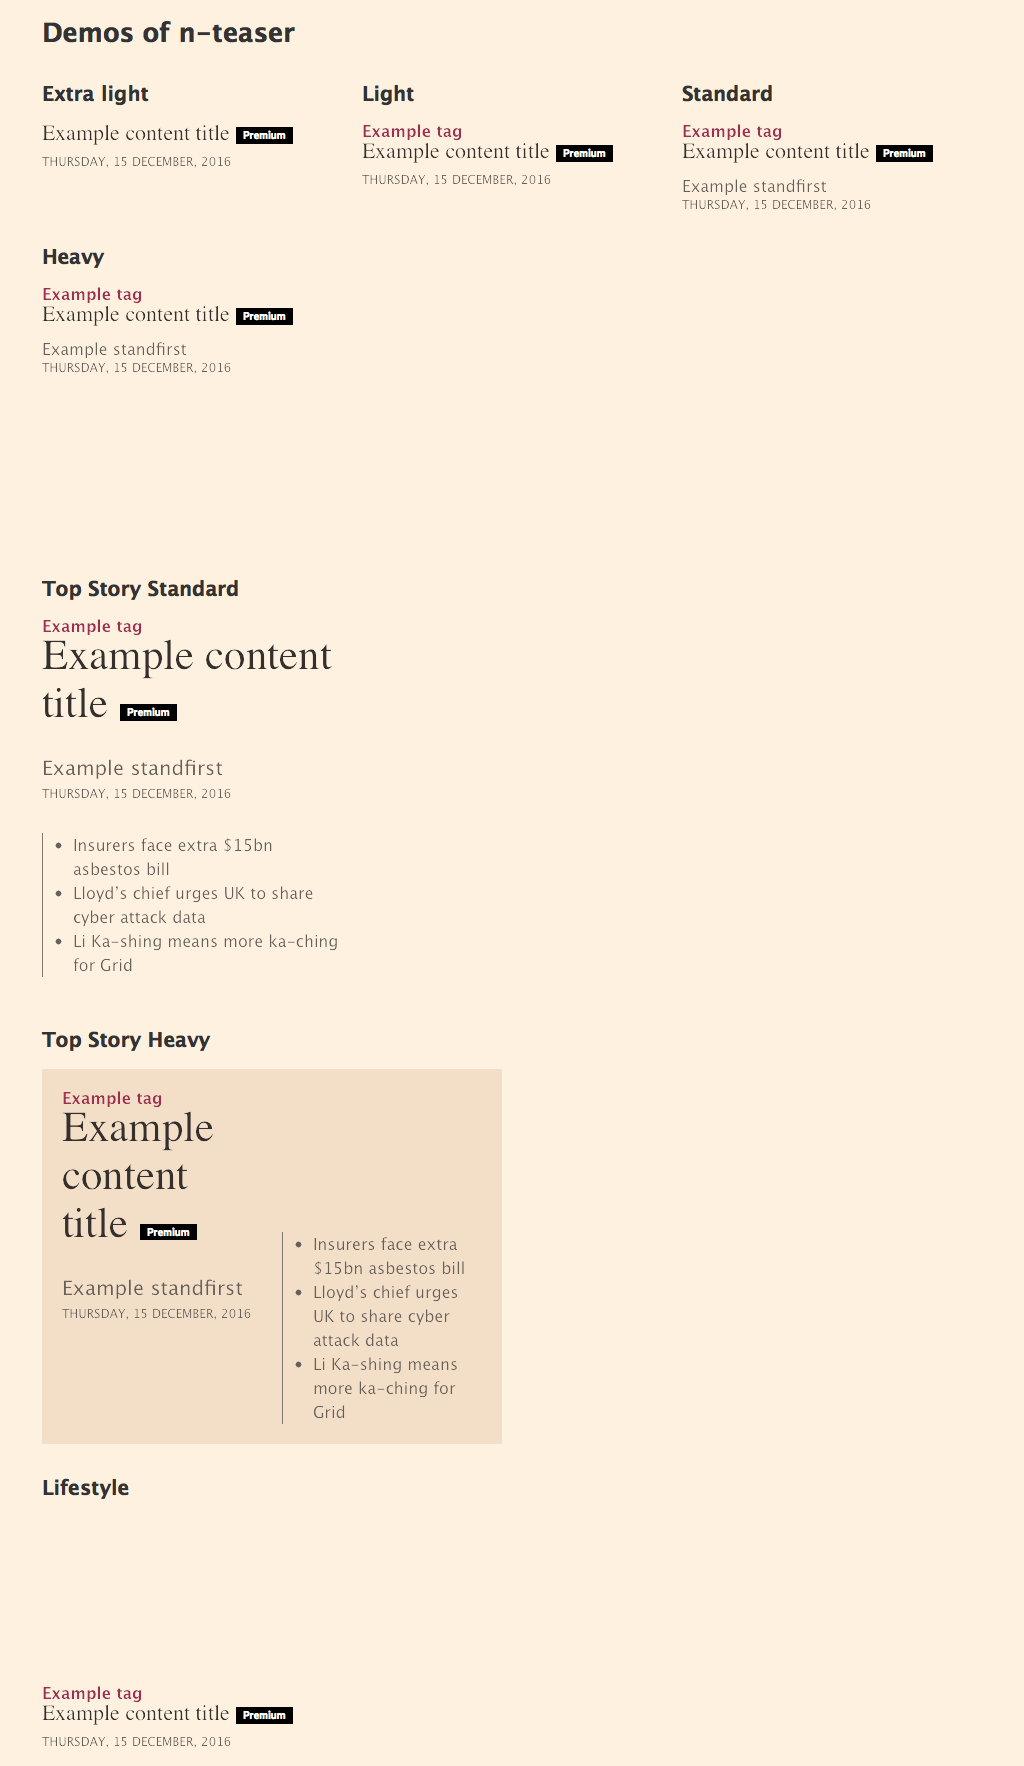 Demos of n-teaser
Extra light
Example content title Premium
THURSDAY, 15 DECEMBER, 2016
Light
Example tag
Example content title Premium
THURSDAY, 15 DECEMBER, 2016
Standard
Example tag
Example content title Premium
Example standfirst
THURSDAY, 15 DECEMBER, 2016
Heavy
Example tag
Example content title Premium
Example standfirst
THURSDAY, 15 DECEMBER, 2016
Top Story Standard
Example tag
Example content
title Premium
Example standfirst
THURSDAY, 15 DECEMBER, 2016
• Insurers face extra $15bn
asbestos bill
• Lloyd's chief urges UK to share
cyber attack data
• Li Ka-shing means more ka-ching
for Grid
Top Story Heavy
Example tag
Example
content
title Premium
Example standfirst
THURSDAY, 15 DECEMBER, 2016
• Insurers face extra
$15bn asbestos bill
• Lloyd's chief urges
UK to share cyber
attack data
• Li Ka-shing means
more ka-ching for
Grid
Lifestyle
Example tag
Example content title Premium
THURSDAY, 15 DECEMBER, 2016